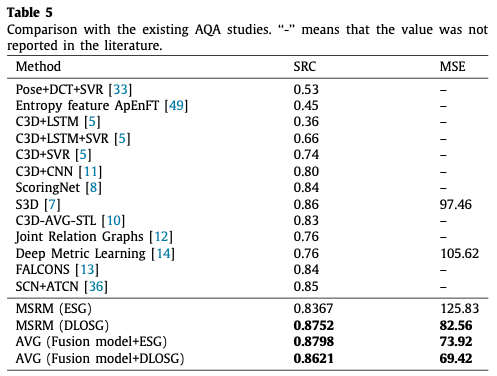 Table 5
Comparison with the existing AQA studies. “-” means that the value was not
reported in the literature.
Method SRC MSE
Pose+DCT+SVR [33] 0.53 –
Entropy feature ApEnFT [49] 0.45 –
C3D+LSTM [5] 0.36 –
C3D+LSTM+SVR [5] 0.66 –
C3D+SVR [5] 0.74 –
C3D+CNN [11] 0.80 –
ScoringNet [8] 0.84 –
S3D [7] 0.86 97.46
C3D-AVG-STL [10] 0.83 –
Joint Relation Graphs [12] 0.76 –
Deep Metric Learning [14] 0.76 105.62
FALCONS [13] 0.84 –
SCN+ATCN [36] 0.85 –
MSRM (ESG) 0.8367 125.83
MSRM (DLOSG) 0.8752 82.56
AVG (Fusion model+ESG) 0.8798 73.92
AVG (Fusion model+DLOSG) 0.8621 69.42